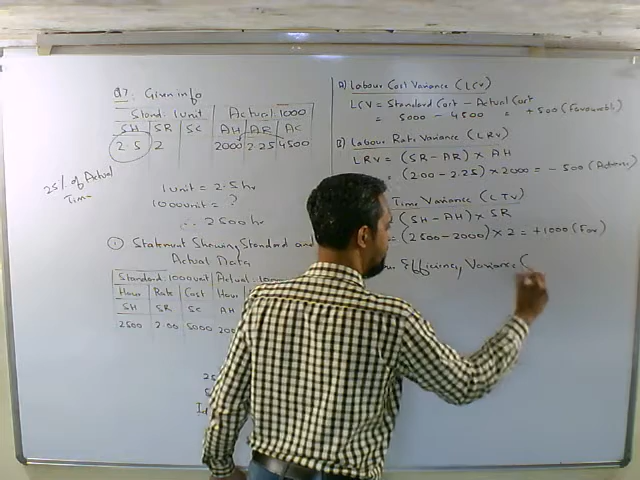 Q7. Given info
Stand. 1 Unit | Actual 1000
SH | SR | SC | AH | AR | AC
2.5 | 2 | 2000 | 2.25 | 4500
25% of Actual
Time
1 unit = 2.5 hr
1000 unit = ?
∴ 2500 hr
① Statement Showing Standard and
Actual Data
Standard 1000 unit | Actual
Hour | Rate | Cost | Hour
SH | SR | SC | AH
2500 | 2.00 | 5000 | 200
A) Labour Cost Variance (LCV)
LCV = Standard Cost - Actual Cost
= 5000 - 4500 = +500 (Favourable)
B) Labour Rate Variance (LRV)
LRV = (SR - AR) × AH
= (2.00 - 2.25) × 2000 = -500 (Adverse)
Time Variance (LTV)
= (SH - AH) × SR
= (2500 - 2000) × 2 = +1000 (Fav)
Efficiency Variance (